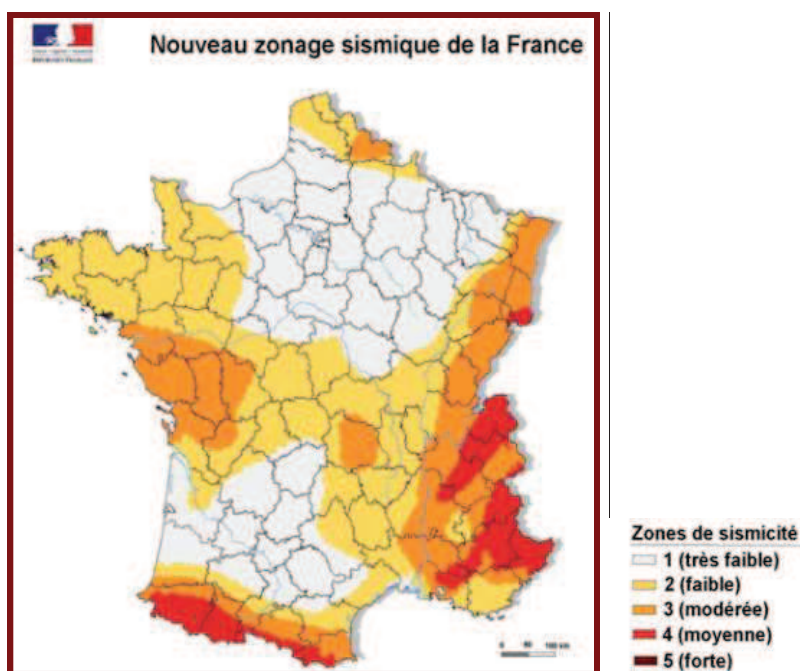 Nouveau zonage sismique de la France
Zones de sismicité
1 (très faible)
2 (faible)
3 (modérée)
4 (moyenne)
5 (forte)